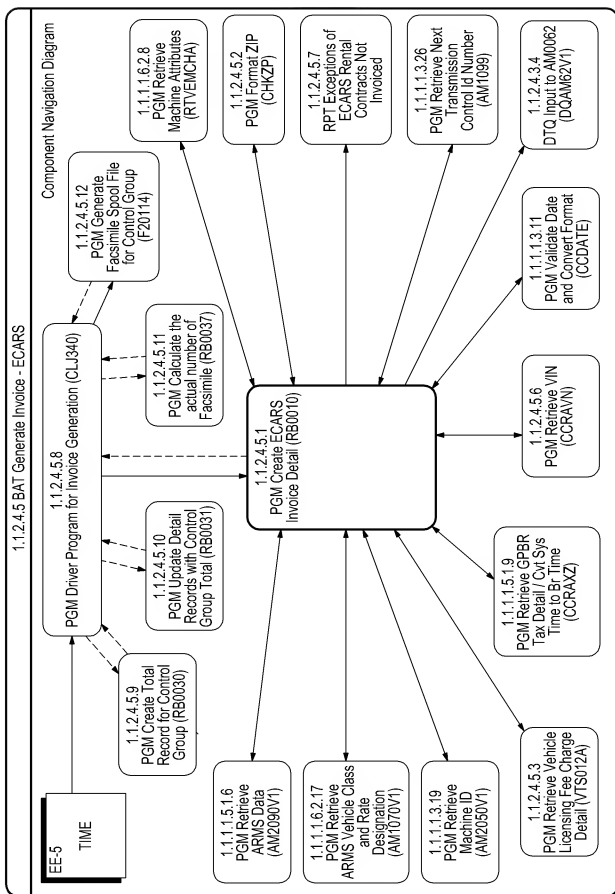 1.1.2.4.5 BAT Generate Invoice - ECARS
Component Navigation Diagram
EE-5
TIME
1.1.2.4.5.8
PGM Driver Program for Invoice Generation (CLJ340)
1.1.2.4.5.12
PGM Generate
Facsimile Spool File
for Control Group
(F20114)
1.1.2.4.5.9
PGM Create Total
Record for Control
Group (RB0030)
1.1.2.4.5.10
PGM Update Detail
Records with Control
Group Total (RB0031)
1.1.2.4.5.11
PGM Calculate the
actual number of
Facsimile (RB0037)
1.1.1.1.6.2.8
PGM Retrieve
Machine Attributes
(RTVEMCHA)
1.1.1.1.5.1.6
PGM Retrieve
ARMS Data
(AM2090V1)
1.1.2.4.5.1
PGM Create ECARS
Invoice Detail (RB0010)
1.1.2.4.5.2
PGM Format ZIP
(CHKZP)
1.1.1.1.6.2.17
PGM Retrieve
ARMS Vehicle Class
and Rate
Designation
(AM1070V1)
1.1.2.4.5.7
RPT Exceptions of
ECARS Rental
Contracts Not
Invoiced
1.1.1.1.3.19
PGM Retrieve
Machine ID
(AM2050V1)
1.1.1.1.3.26
PGM Retrieve Next
Transmission
Control Id Number
(AM1099)
1.1.2.4.5.3
PGM Retrieve Vehicle
Licensing Fee Charge
Detail (VTS012A)
1.1.1.1.5.1.9
PGM Retrieve GPBR
Tax Detail / Cvt Sys
Time to Br Time
(CCRAXZ)
1.1.2.4.5.6
PGM Retrieve VIN
(CCRAVN)
1.1.1.1.3.11
PGM Validate Date
and Convert Format
(CCDATE)
1.1.2.4.3.4
DTQ Input to AM0062
(DQAM62V1)